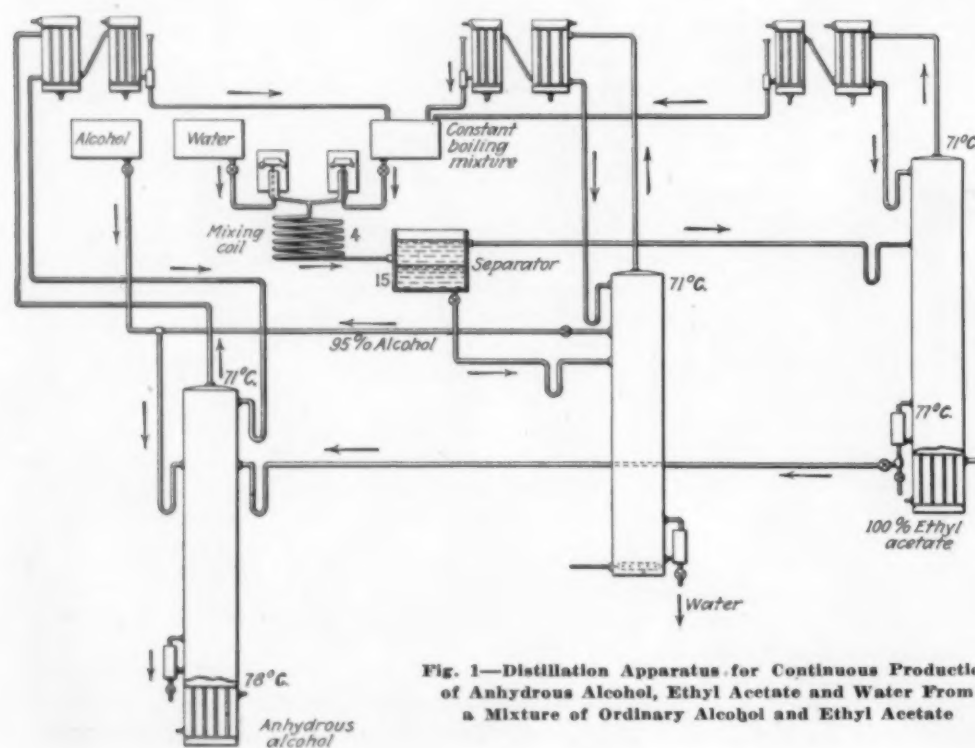 Alcohol
Water
Constant
boiling
mixture
Mixing
coil
4
15
Separator
71°C.
71°C.
71°C.
95% Alcohol
71°C.
100% Ethyl
acetate
Water
78°C.
Anhydrous
alcohol
Fig. 1—Distillation Apparatus for Continuous Productio
of Anhydrous Alcohol, Ethyl Acetate and Water From
a Mixture of Ordinary Alcohol and Ethyl Acetate